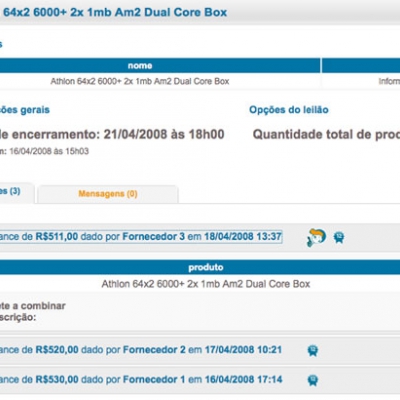 64x2 6000+ 2x 1mb Am2 Dual Core Box
s
nome
Athlon 64x2 6000+ 2x 1mb Am2 Dual Core Box Inform
ções gerais Opções do leilão
de encerramento: 21/04/2008 às 18h00 Quantidade total de prod
m: 16/04/2008 às 15h03
es (3) Mensagens (0)
ance de R$511,00 dado por Fornecedor 3 em 18/04/2008 13:37
produto
Athlon 64x2 6000+ 2x 1mb Am2 Dual Core Box
ete a combinar
scrição:
ance de R$520,00 dado por Fornecedor 2 em 17/04/2008 10:21
ance de R$530,00 dado por Fornecedor 1 em 16/04/2008 17:14